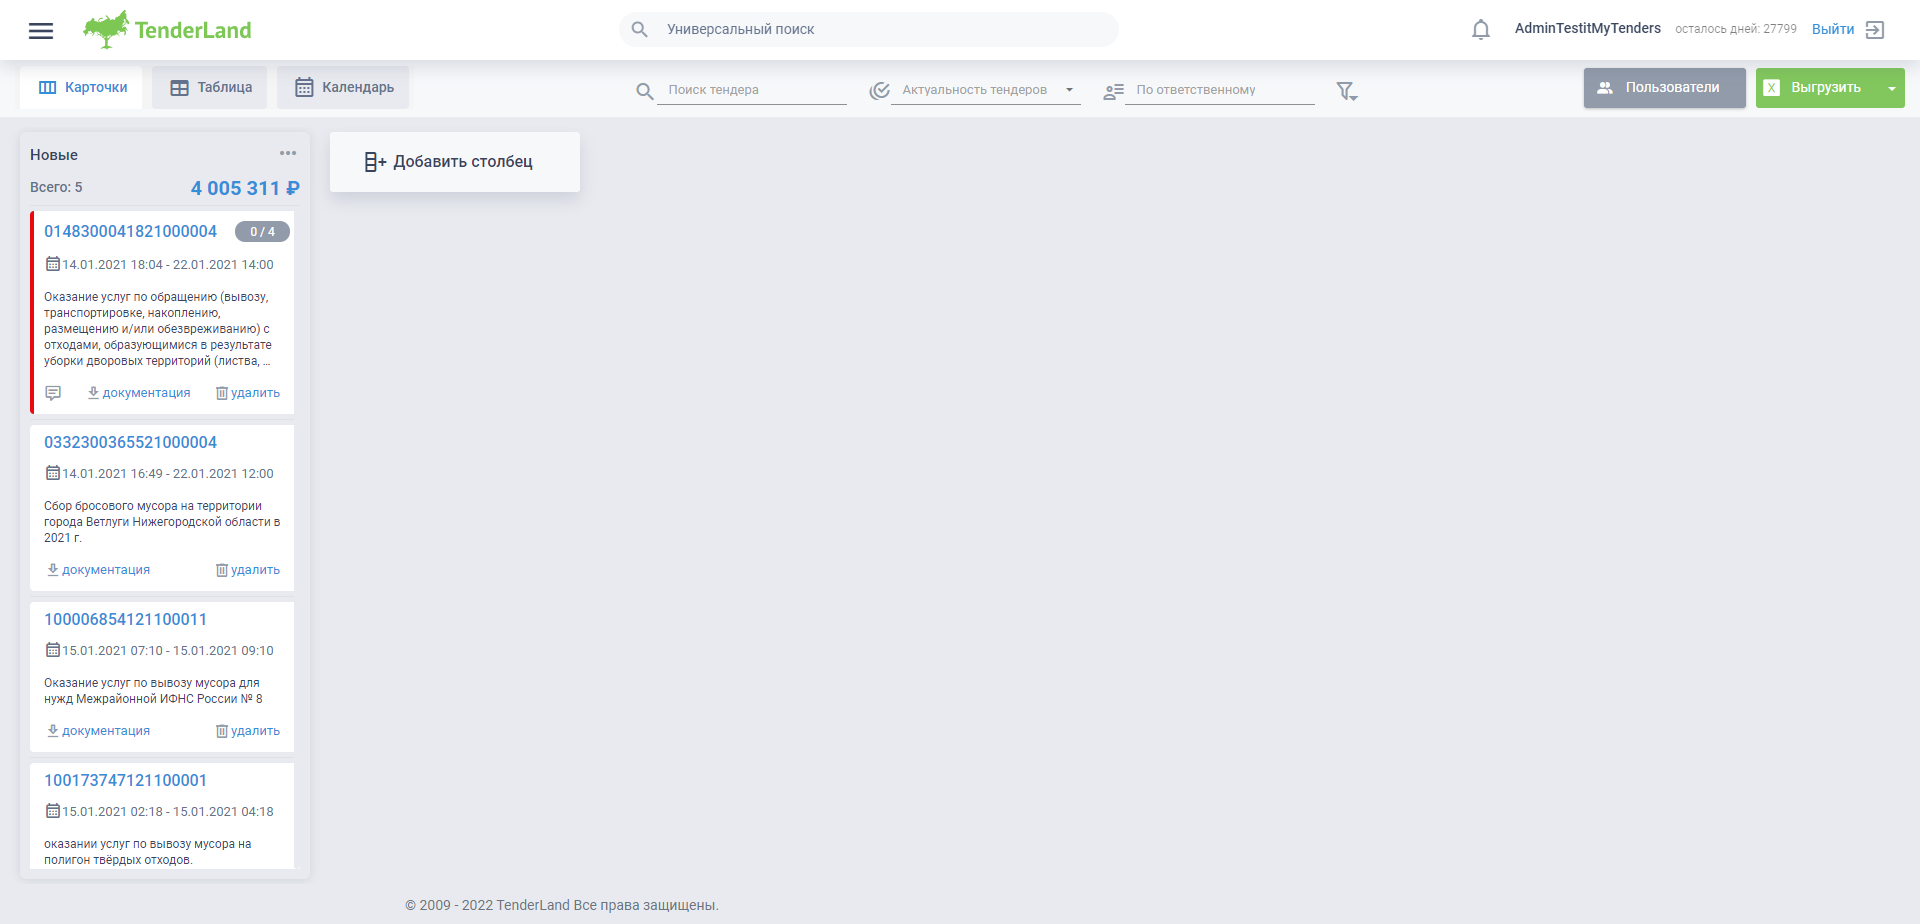 TenderLand
Универсальный поиск
AdminTestitMyTenders
осталось дней: 27799
Выйти
Карточки
Таблица
Календарь
Поиск тендера
Актуальность тендеров
По ответственному
Пользователи
X Выгрузить
Новые
Всего: 5
4 005 311 ₽
Добавить столбец
0148300041821000004
0 / 4
14.01.2021 18:04 - 22.01.2021 14:00
Оказание услуг по обращению (вывозу,
транспортировке, накоплению,
размещению и/или обезвреживанию) с
отходами, образующимися в результате
уборки дворовых территорий (листва, ...
документация
удалить
0332300365521000004
14.01.2021 16:49 - 22.01.2021 12:00
Сбор бросового мусора на территории
города Ветлуги Нижегородской области в
2021 г.
документация
удалить
100006854121100011
15.01.2021 07:10 - 15.01.2021 09:10
Оказание услуг по вывозу мусора для
нужд Межрайонной ИФНС России № 8
документация
удалить
100173747121100001
15.01.2021 02:18 - 15.01.2021 04:18
оказании услуг по вывозу мусора на
полигон твёрдых отходов.
© 2009 - 2022 TenderLand Все права защищены.